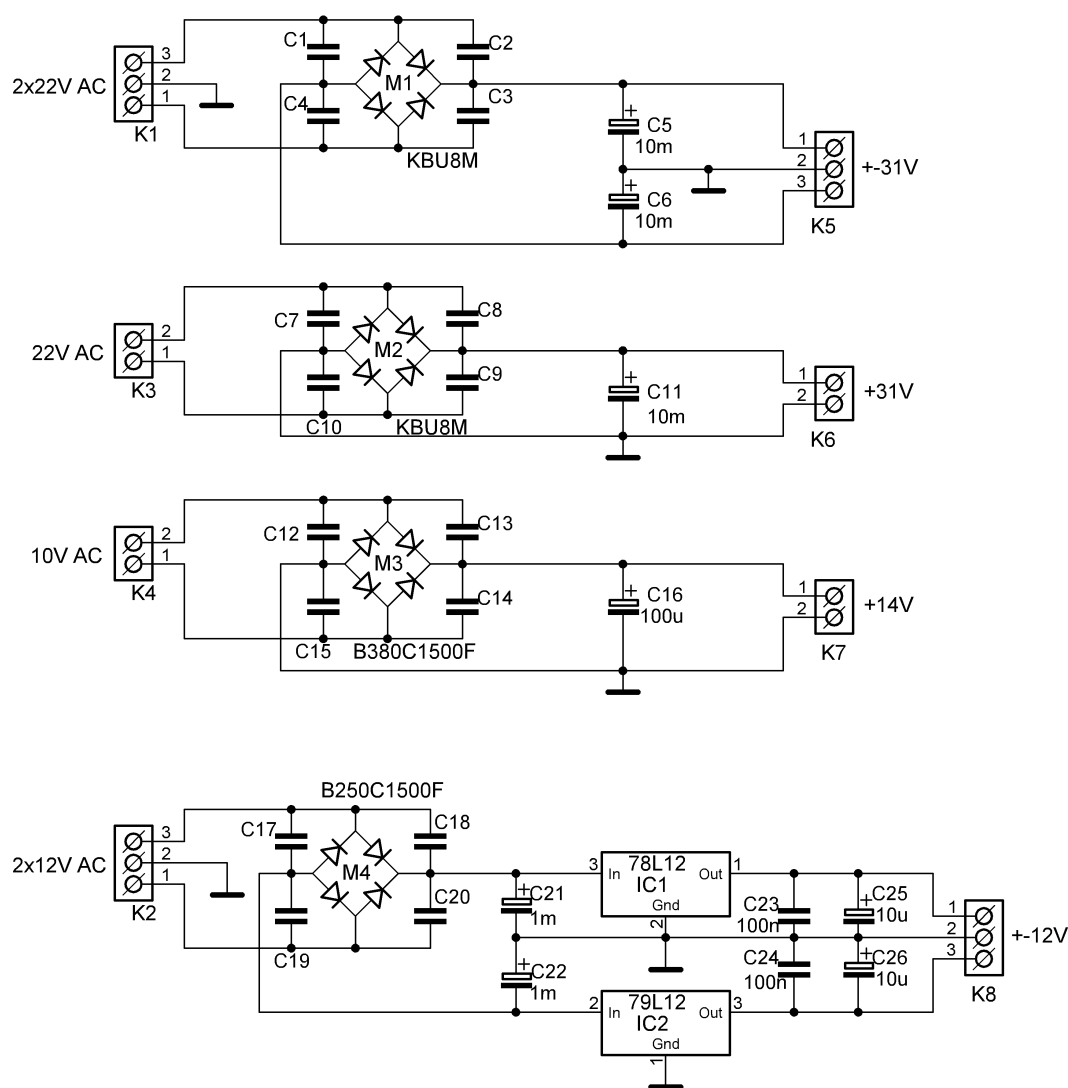 C1
C2
3
2x22V AC
2
M1
1
C4
C3
K1
KBU8M
+
C5
10m
1
2
+-31V
3
+
C6
10m
K5
C7
C8
2
22V AC
M2
1
C9
K3
+
C11
10m
1
2
+31V
C10
KBU8M
K6
C12
C13
2
10V AC
M3
1
K4
C14
+
C16
100u
1
2
+14V
C15
B380C1500F
K7
B250C1500F
C17
C18
3
2x12V AC
2
M4
1
K2
C20
C19
+
C21
1m
3
78L12
1
In
IC1
Out
Gnd
2
C23
100n
+
C25
10u
1
2
+-12V
3
C24
100n
+
C26
10u
K8
+
C22
1m
2
79L12
3
In
IC2
Out
Gnd
1